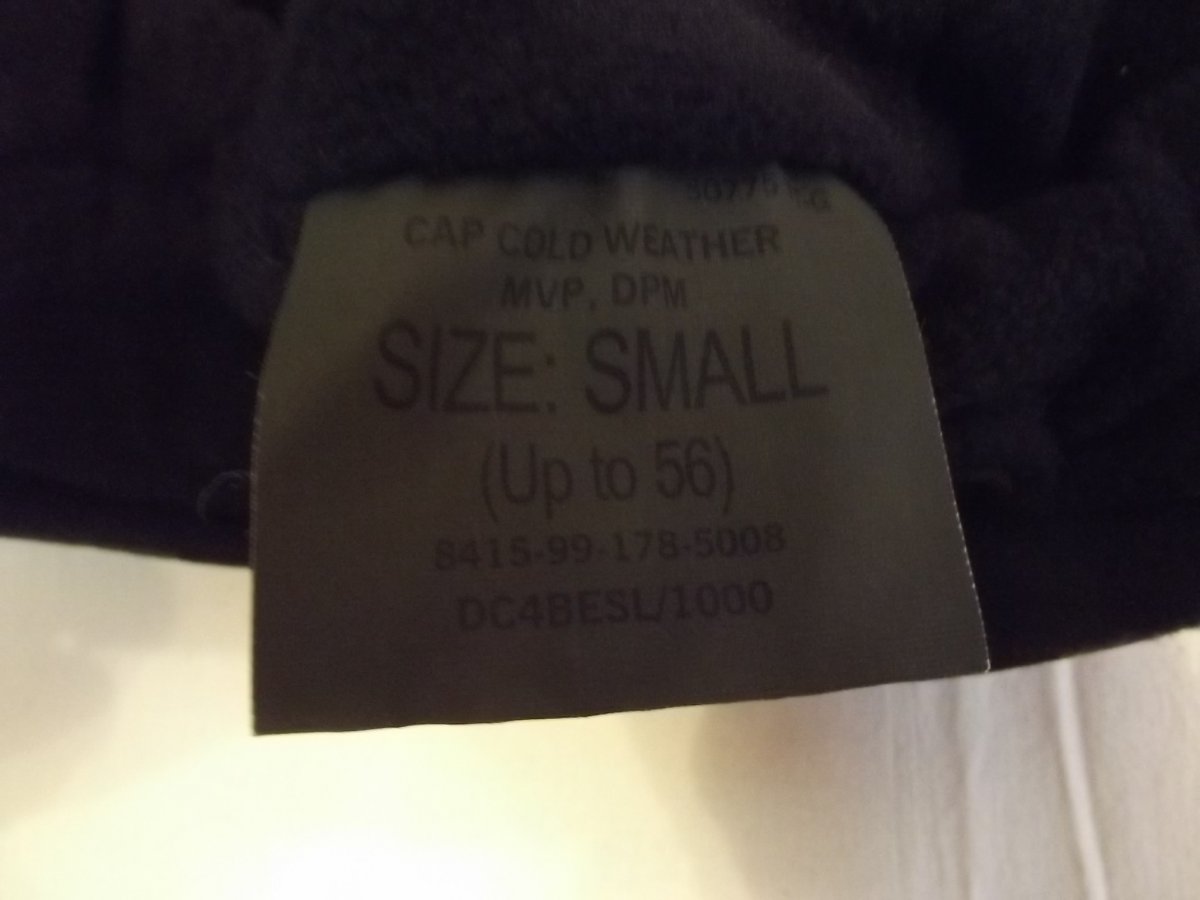 CAP COLD WEATHER
MVP, DPM
SIZE: SMALL
(Up to 56)
8415-99-178-5008
DC4BESL/1000